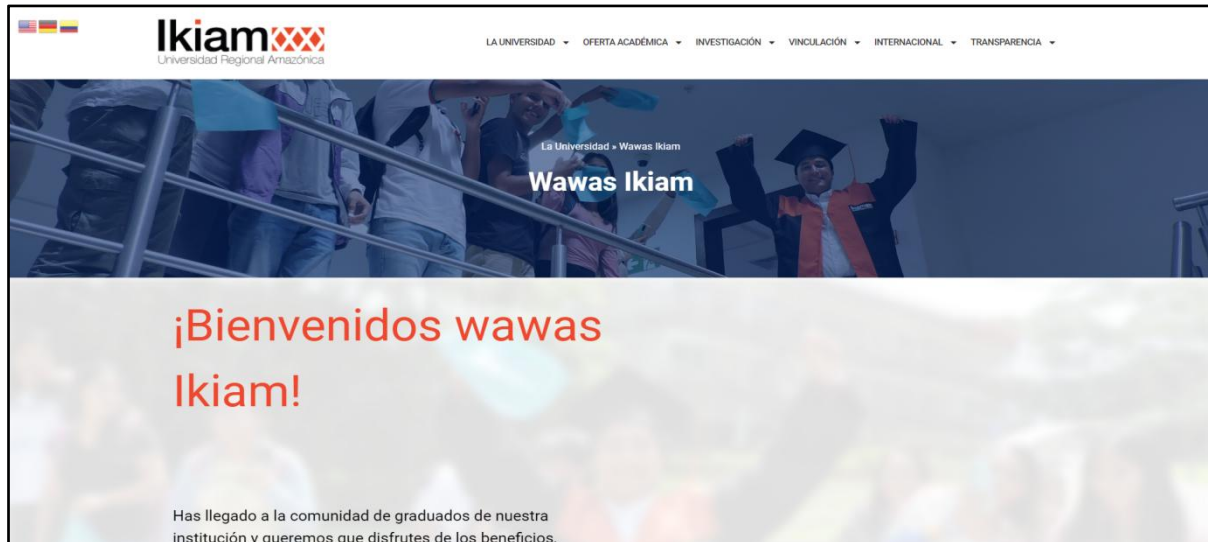 Ikiam
Universidad Regional Amazónica
LA UNIVERSIDAD OFERTA ACADÉMICA INVESTIGACIÓN VINCULACIÓN INTERNACIONAL TRANSPARENCIA
La Universidad » Wawas Ikiam
Wawas Ikiam
¡Bienvenidos wawas
Ikiam!
Has llegado a la comunidad de graduados de nuestra
institución y queremos que disfrutes de los beneficios.